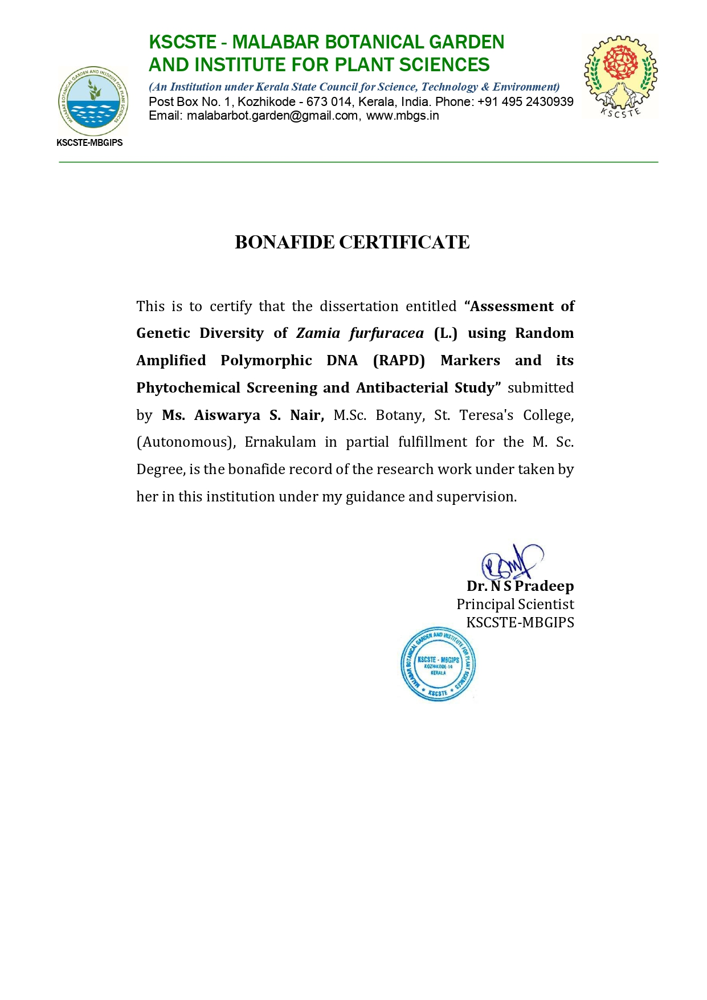 KSCSTE - MALABAR BOTANICAL GARDEN
AND INSTITUTE FOR PLANT SCIENCES
(An Institution under Kerala State Council for Science, Technology & Environment)
Post Box No. 1, Kozhikode - 673 014, Kerala, India. Phone: +91 495 2430939
Email: malabarbot.garden@gmail.com, www.mbgs.in
MALABAR BOTANICAL GARDEN AND INSTITUTE FOR PLANT SCIENCES
KSCSTE-MBGIPS
KSCSTE
BONAFIDE CERTIFICATE
This is to certify that the dissertation entitled “Assessment of
Genetic Diversity of Zamia furfuracea (L.) using Random
Amplified Polymorphic DNA (RAPD) Markers and its
Phytochemical Screening and Antibacterial Study” submitted
by Ms. Aiswarya S. Nair, M.Sc. Botany, St. Teresa's College,
(Autonomous), Ernakulam in partial fulfillment for the M. Sc.
Degree, is the bonafide record of the research work under taken by
her in this institution under my guidance and supervision.
Dr. N S Pradeep
Principal Scientist
KSCSTE-MBGIPS
MALABAR BOTANICAL GARDEN AND INSTITUTE FOR PLANT SCIENCES
KSCSTE - MBGIPS
KOZHIKODE-14
KERALA
* KSCSTE *